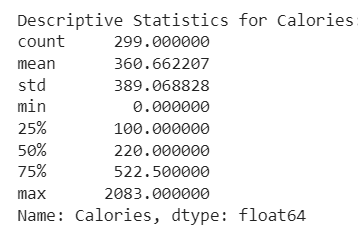 Descriptive Statistics for Calories:
count 299.000000
mean 360.662207
std 389.068828
min 0.000000
25% 100.000000
50% 220.000000
75% 522.500000
max 2083.000000
Name: Calories, dtype: float64